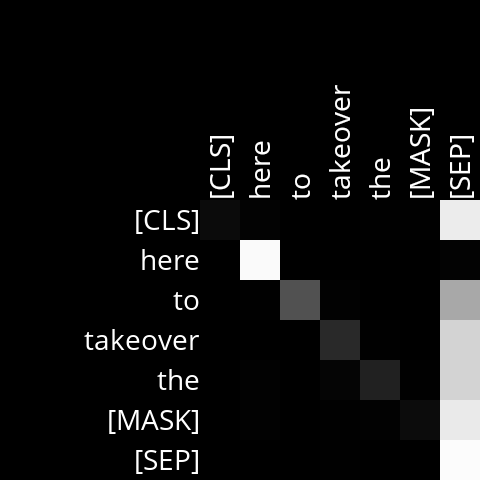 [CLS] here to takeover the [MASK] [SEP]
[CLS]
here
to
takeover
the
[MASK]
[SEP]